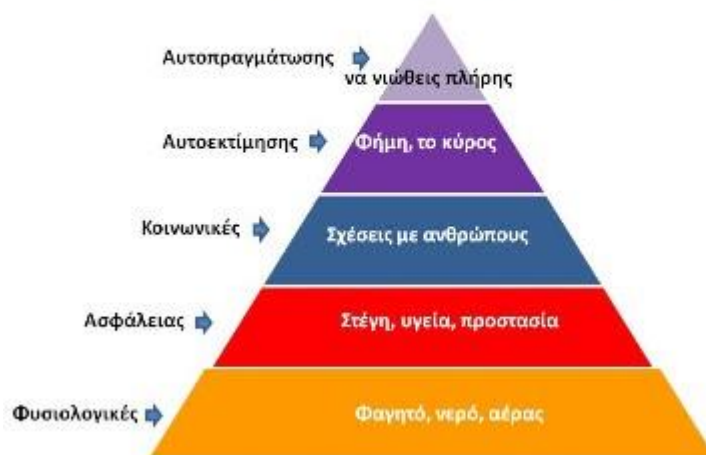 Αυτοπραγμάτωσης
να νιώθεις πλήρης
Αυτοεκτίμησης
Φήμη, το κύρος
Κοινωνικές
Σχέσεις με ανθρώπους
Ασφάλειας
Στέγη, υγεία, προστασία
Φυσιολογικές
Φαγητό, νερό, αέρας